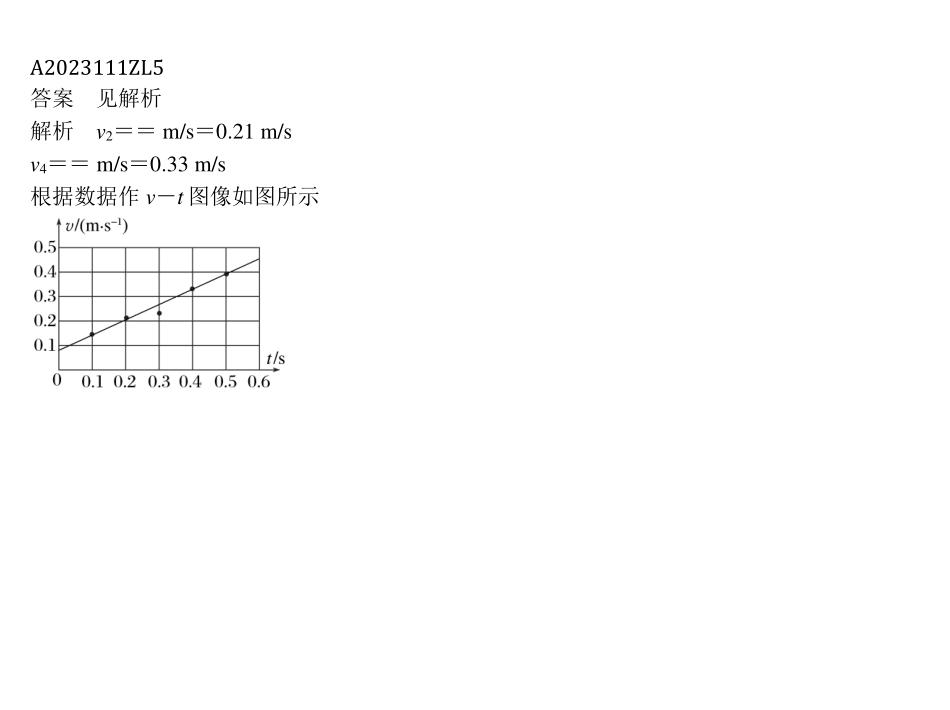 A2023111ZL5
答案　见解析
解析　v₂＝＝ m/s＝0.21 m/s
v₄＝＝ m/s＝0.33 m/s
根据数据作 v－t 图像如图所示
v/(m·s⁻¹)
0.5
0.4
0.3
0.2
0.1
t/s
0 0.1 0.2 0.3 0.4 0.5 0.6